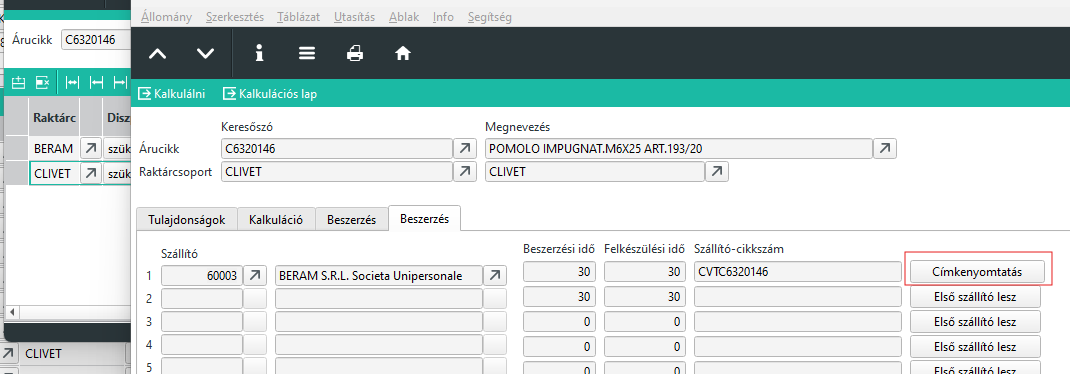 Állomány Szerkesztés Táblázat Utasítás Ablak Info Segítség
Árucikk C6320146
Kalkulálni Kalkulációs lap
Raktárc Disz
BERAM szük
CLIVET szük
Keresőszó Megnevezés
Árucikk C6320146 POMOLO IMPUGNAT.M6X25 ART.193/20
Raktárcsoport CLIVET CLIVET
Tulajdonságok Kalkuláció Beszerzés Beszerzés
Szállító Beszerzési idő Felkészülési idő Szállító-cikkszám
1 60003 BERAM S.R.L. Societa Unipersonale 30 30 CVTC6320146 Címkenyomtatás
2 30 30 Első szállító lesz
3 0 0 Első szállító lesz
4 0 0 Első szállító lesz
5 0 0 Első szállító lesz
CLIVET